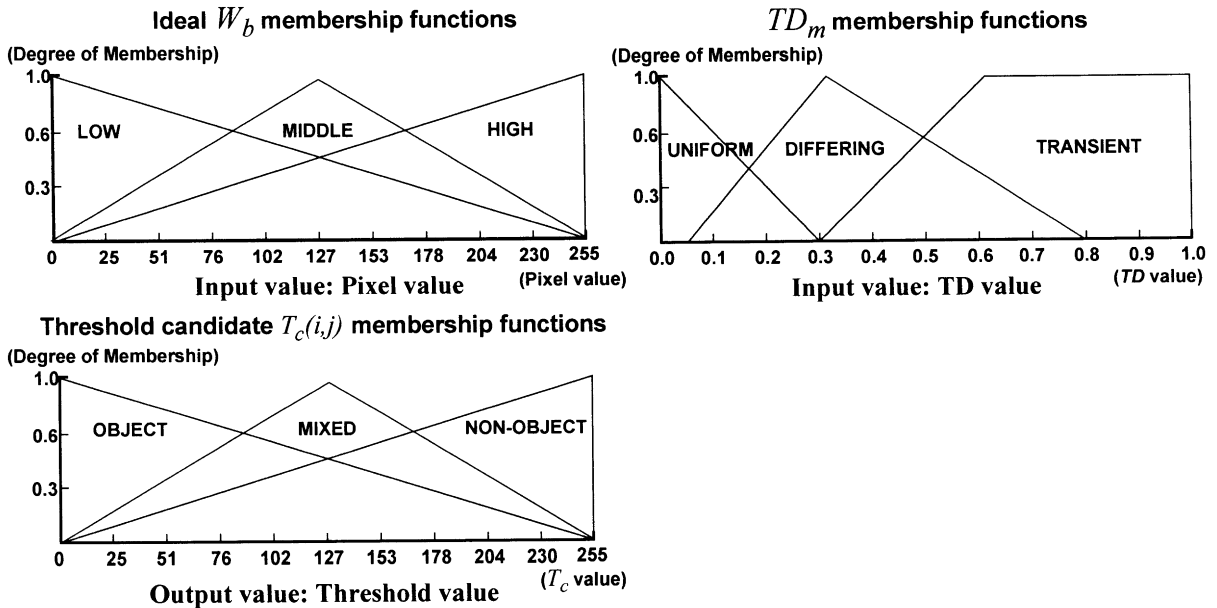 Ideal W_b membership functions
(Degree of Membership)
1.0
0.6
0.3
LOW
MIDDLE
HIGH
0 25 51 76 102 127 153 178 204 230 255
(Pixel value)
Input value: Pixel value
TD_m membership functions
(Degree of Membership)
1.0
0.6
0.3
UNIFORM
DIFFERING
TRANSIENT
0.0 0.1 0.2 0.3 0.4 0.5 0.6 0.7 0.8 0.9 1.0
(TD value)
Input value: TD value
Threshold candidate T_c(i,j) membership functions
(Degree of Membership)
1.0
0.6
0.3
OBJECT
MIXED
NON-OBJECT
0 25 51 76 102 127 153 178 204 230 255
(T_c value)
Output value: Threshold value